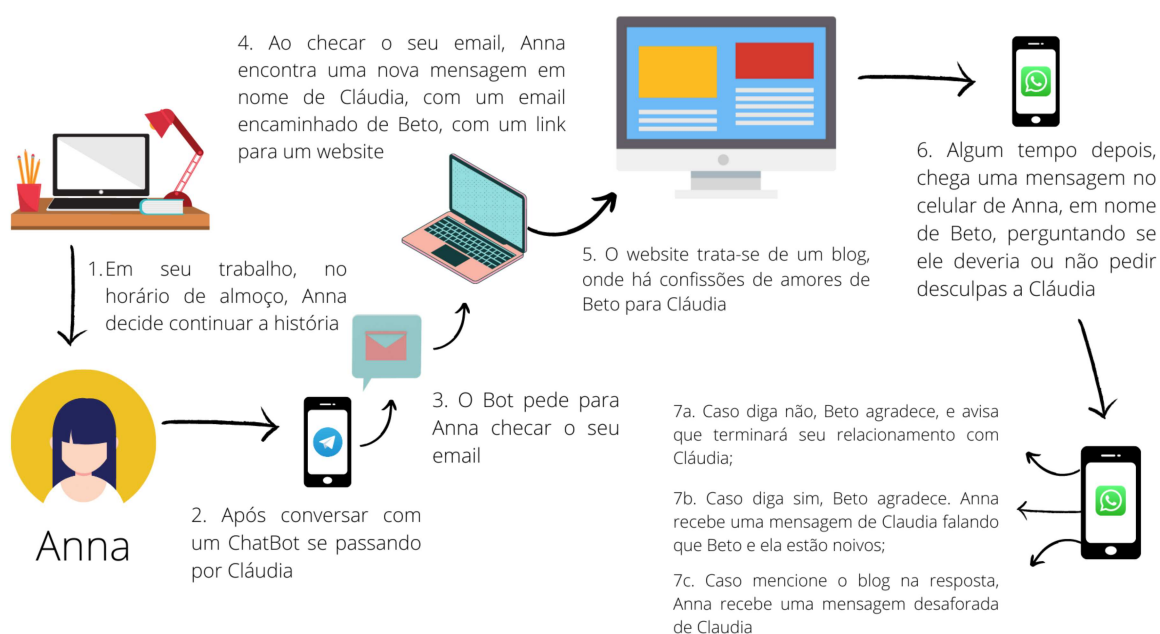 1. Em seu trabalho, no
horário de almoço, Anna
decide continuar a história
Anna
2. Após conversar com
um ChatBot se passando
por Cláudia
3. O Bot pede para
Anna checar o seu
email
4. Ao checar o seu email, Anna
encontra uma nova mensagem em
nome de Cláudia, com um email
encaminhado de Beto, com um link
para um website
5. O website trata-se de um blog,
onde há confissões de amores de
Beto para Cláudia
6. Algum tempo depois,
chega uma mensagem no
celular de Anna, em nome
de Beto, perguntando se
ele deveria ou não pedir
desculpas a Cláudia
7a. Caso diga não, Beto agradece, e avisa
que terminará seu relacionamento com
Cláudia;
7b. Caso diga sim, Beto agradece. Anna
recebe uma mensagem de Claudia falando
que Beto e ela estão noivos;
7c. Caso mencione o blog na resposta,
Anna recebe uma mensagem desaforada
de Claudia